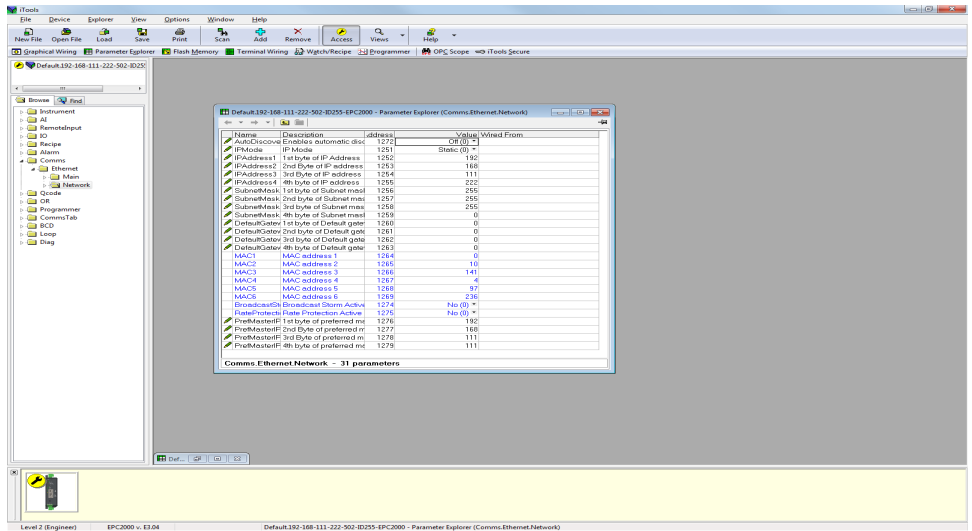 iTools
File Device Explorer View Options Window Help
New File Open File Load Save Print Scan Add Remove Access Views Help
Graphical Wiring Parameter Explorer Flash Memory Terminal Wiring Watch/Recipe Programmer OPC Scope iTools Secure
Default.192-168-111-222-502-ID255
Browse Find
Instrument
AI
RemoteInput
IO
Recipe
Alarm
Comms
Ethernet
Main
Network
Qcode
OR
Programmer
CommsTab
BCD
Loop
Diag
Default.192-168-111-222-502-ID255-EPC2000 - Parameter Explorer (Comms.Ethernet.Network)
Name Description ddress Value Wired From
AutoDiscove Enables automatic disc 1272 Off (0)
IPMode IP Mode 1251 Static (0)
IPAddress1 1st byte of IP Address 1252 192
IPAddress2 2nd Byte of IP address 1253 168
IPAddress3 3rd Byte of IP address 1254 111
IPAddress4 4th byte of IP address 1255 222
SubnetMask 1st byte of Subnet masl 1256 255
SubnetMask 2nd byte of Subnet mas 1257 255
SubnetMask 3rd byte of Subnet mas 1258 255
SubnetMask 4th byte of Subnet masl 1259 0
DefaultGatev 1st byte of Default gate 1260 0
DefaultGatev 2nd byte of Default gate 1261 0
DefaultGatev 3rd byte of Default gate 1262 0
DefaultGatev 4th byte of Default gate 1263 0
MAC1 MAC address 1 1264 0
MAC2 MAC address 2 1265 10
MAC3 MAC address 3 1266 141
MAC4 MAC address 4 1267 4
MAC5 MAC address 5 1268 97
MAC6 MAC address 6 1269 236
BroadcastSt Broadcast Storm Active 1274 No (0)
RateProtecti Rate Protection Active 1275 No (0)
PrefMasterIF 1st byte of preferred ma 1276 192
PrefMasterIF 2nd Byte of preferred m 1277 168
PrefMasterIF 3rd Byte of preferred m 1278 111
PrefMasterIF 4th byte of preferred ma 1279 111
Comms.Ethernet.Network - 31 parameters
Def...
Level 2 (Engineer) EPC2000 v. E3.04 Default.192-168-111-222-502-ID255-EPC2000 - Parameter Explorer (Comms.Ethernet.Network)